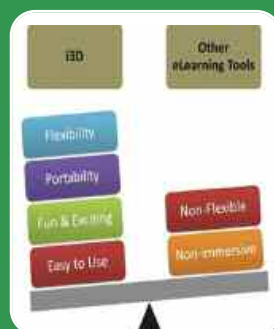 i3D
Other
eLearning Tools
Flexibility
Portability
Fun & Exciting
Easy to Use
Non-Flexible
Non-immersive